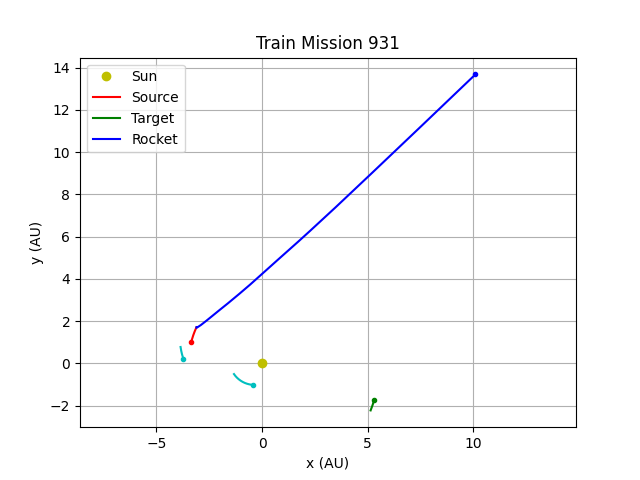 Train Mission 931
14
12
10
8
6
4
2
0
−2
−5
0
5
10
x (AU)
y (AU)
Sun
Source
Target
Rocket